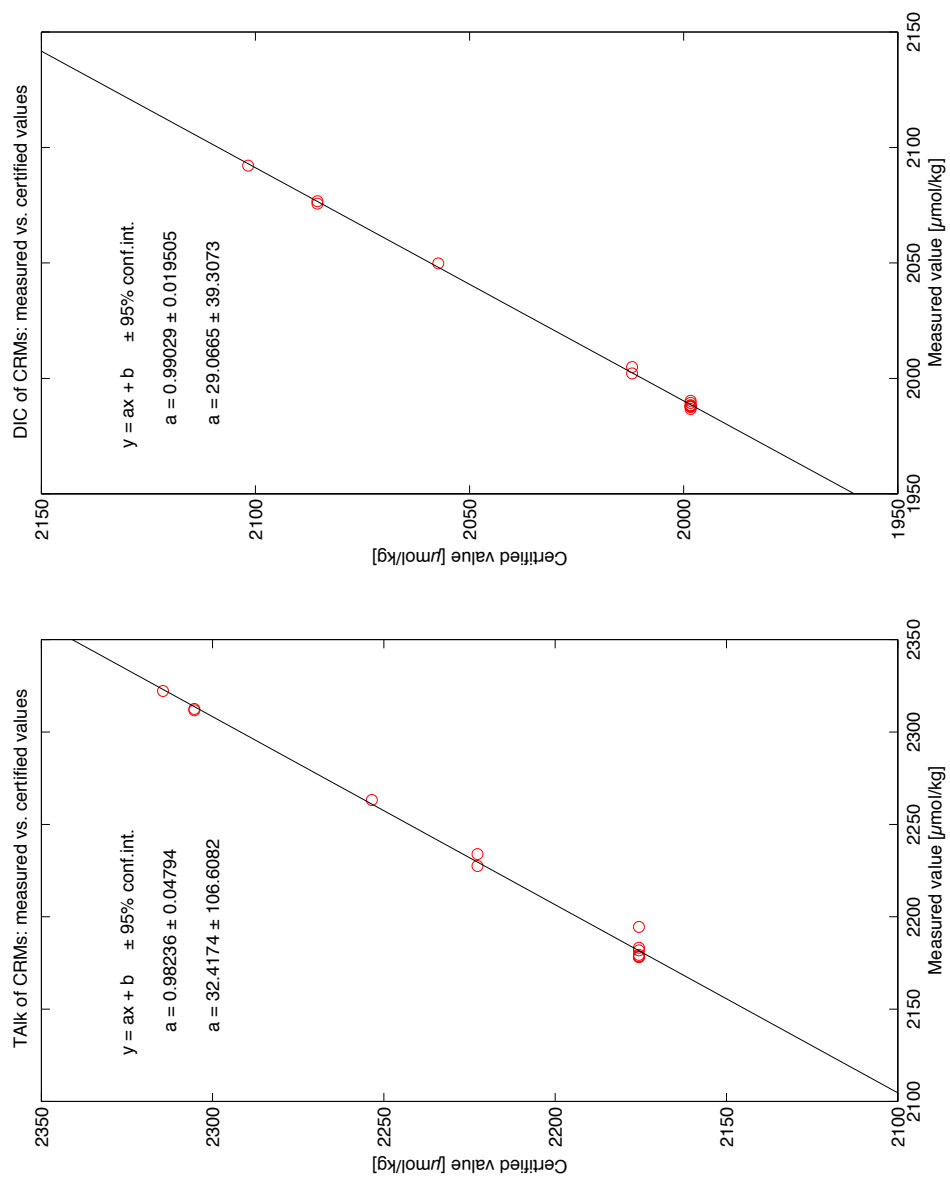 TAlk of CRMs: measured vs. certified values
y = ax + b ± 95% conf.int.
a = 0.98236 ± 0.04794
a = 32.4174 ± 106.6082
2350
2300
2250
2200
2150
2100
Certified value [µmol/kg]
2100 2150 2200 2250 2300 2350
Measured value [µmol/kg]
DIC of CRMs: measured vs. certified values
y = ax + b ± 95% conf.int.
a = 0.99029 ± 0.019505
a = 29.0665 ± 39.3073
2150
2100
2050
2000
1950
Certified value [µmol/kg]
1950 2000 2050 2100 2150
Measured value [µmol/kg]